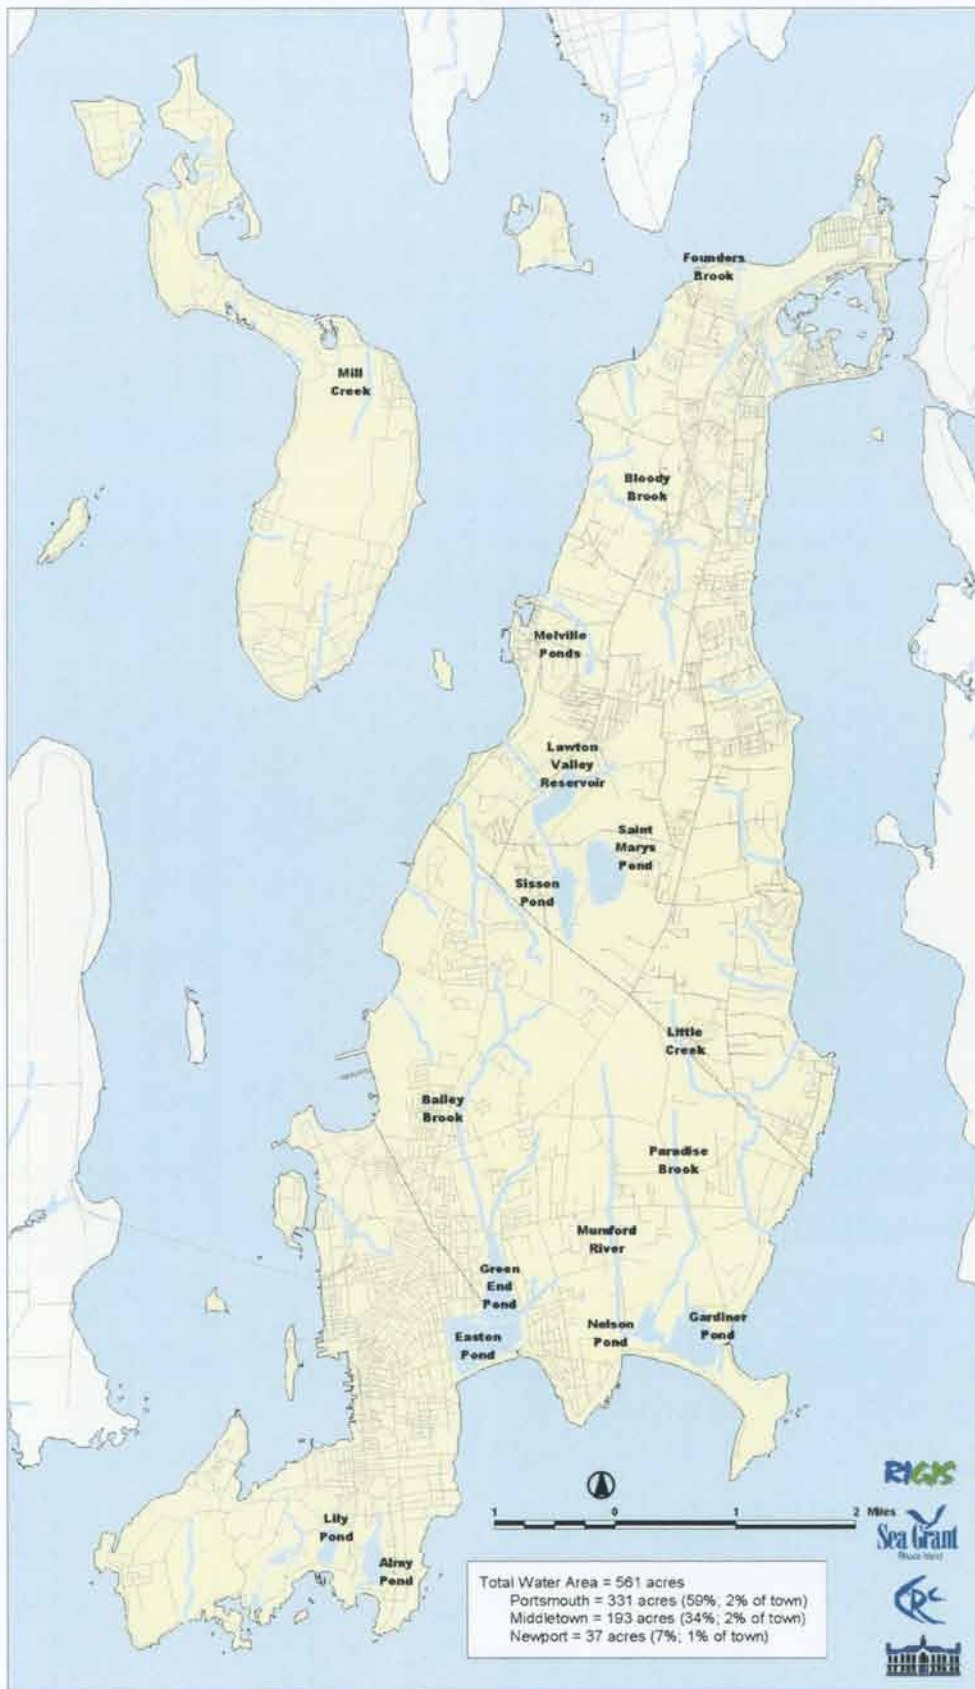 Founders
Brook
Mill
Creek
Bloody
Brook
Melville
Ponds
Lawton
Valley
Reservoir
Saint
Marys
Pond
Sisson
Pond
Little
Creek
Bailey
Brook
Paradise
Brook
Mumford
River
Green
End
Pond
Easton
Pond
Nelson
Pond
Gardiner
Pond
Lily
Pond
Almy
Pond
1 0 1 2 Miles
RIGIS
Sea Grant
Rhode Island
CRC
Total Water Area = 561 acres
Portsmouth = 331 acres (59%; 2% of town)
Middletown = 193 acres (34%; 2% of town)
Newport = 37 acres (7%; 1% of town)